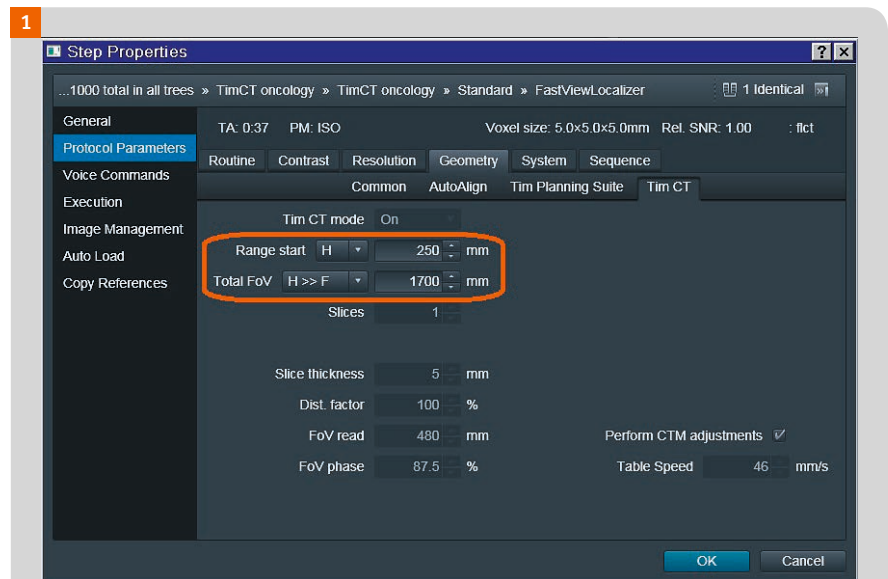 1
Step Properties
...1000 total in all trees » TimCT oncology » TimCT oncology » Standard » FastViewLocalizer 1 Identical
General
Protocol Parameters
Voice Commands
Execution
Image Management
Auto Load
Copy References
TA: 0:37 PM: ISO Voxel size: 5.0×5.0×5.0mm Rel. SNR: 1.00 : flct
Routine Contrast Resolution Geometry System Sequence
Common AutoAlign Tim Planning Suite Tim CT
Tim CT mode On
Range start H 250 mm
Total FoV H >> F 1700 mm
Slices 1
Slice thickness 5 mm
Dist. factor 100 %
FoV read 480 mm Perform CTM adjustments
FoV phase 87.5 % Table Speed 46 mm/s
OK Cancel